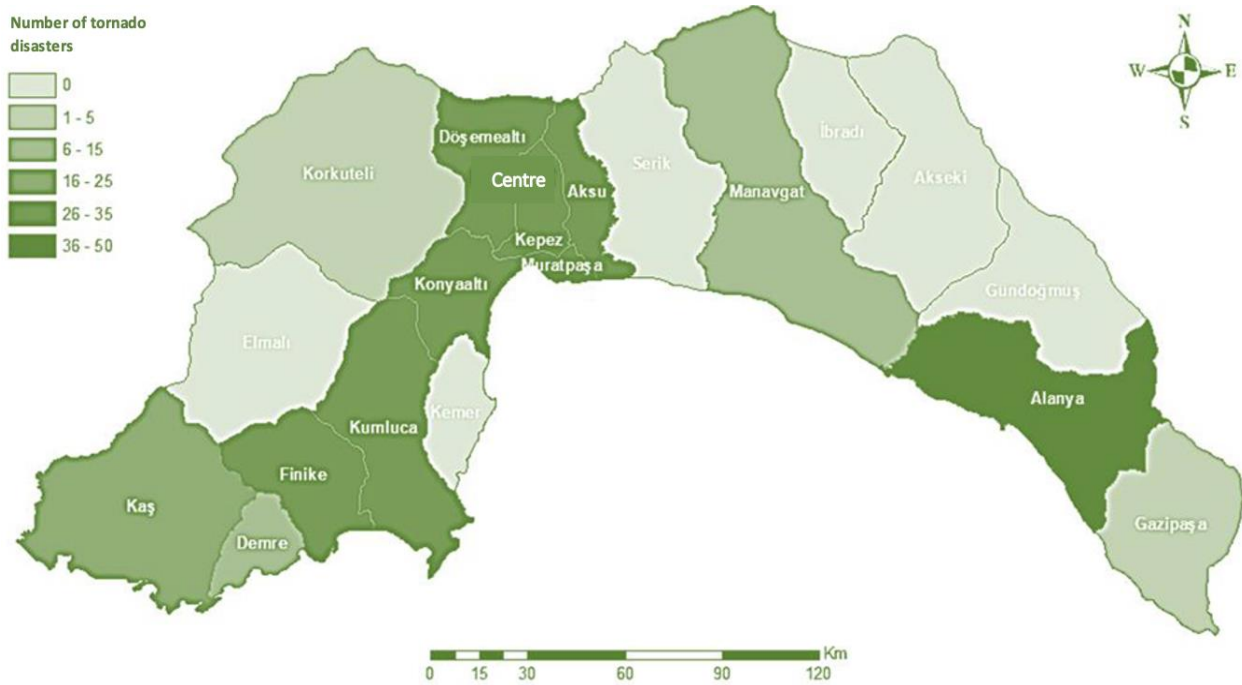 Number of tornado
disasters
0
1 - 5
6 - 15
16 - 25
26 - 35
36 - 50
N
W
E
S
Döşemealtı
Korkuteli
Centre
Aksu
Serik
Manavgat
İbradı
Akseki
Kepez
Muratpaşa
Konyaaltı
Gundoğmuş
Elmalı
Alanya
Kemer
Kumluca
Finike
Kaş
Demre
Gazipaşa
Km
0 15 30 60 90 120